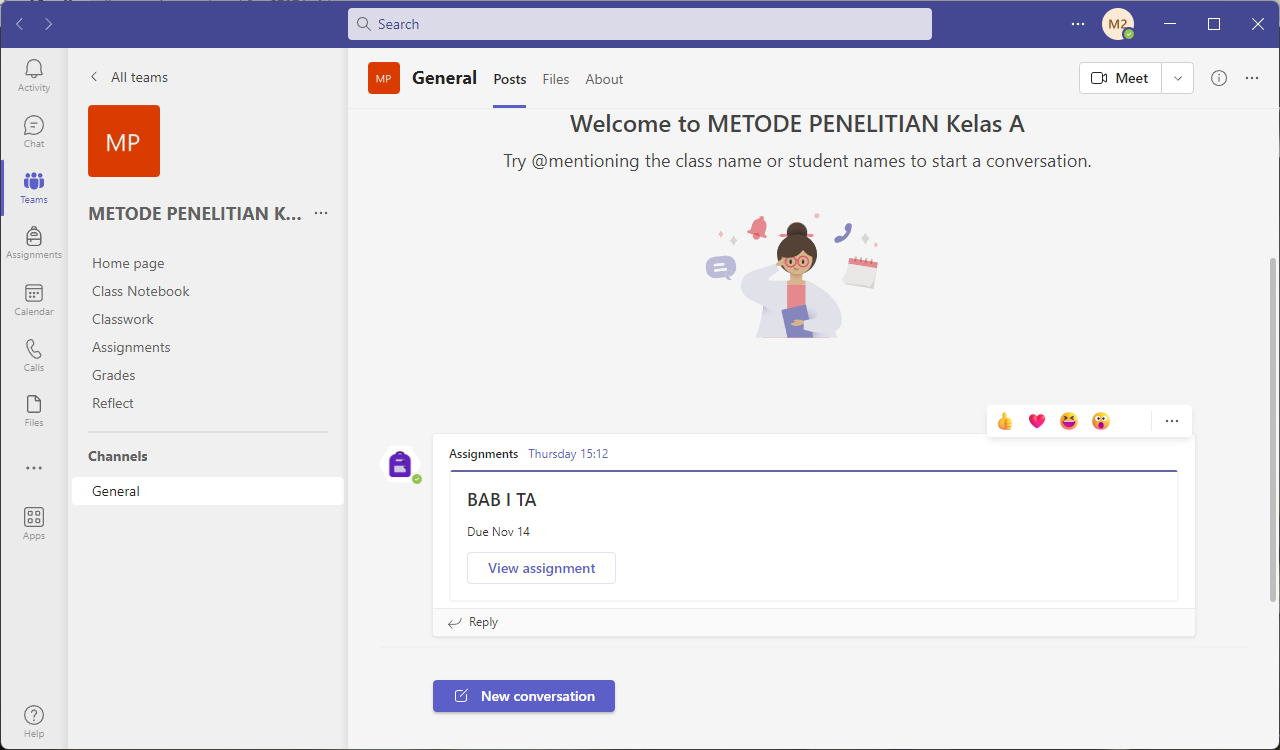 Search
M2
Activity
Chat
Teams
Assignments
Calendar
Calls
Files
Apps
Help
All teams
MP
METODE PENELITIAN K...
Home page
Class Notebook
Classwork
Assignments
Grades
Reflect
Channels
General
MP General Posts Files About
Meet
Welcome to METODE PENELITIAN Kelas A
Try @mentioning the class name or student names to start a conversation.
Assignments Thursday 15:12
BAB I TA
Due Nov 14
View assignment
Reply
New conversation